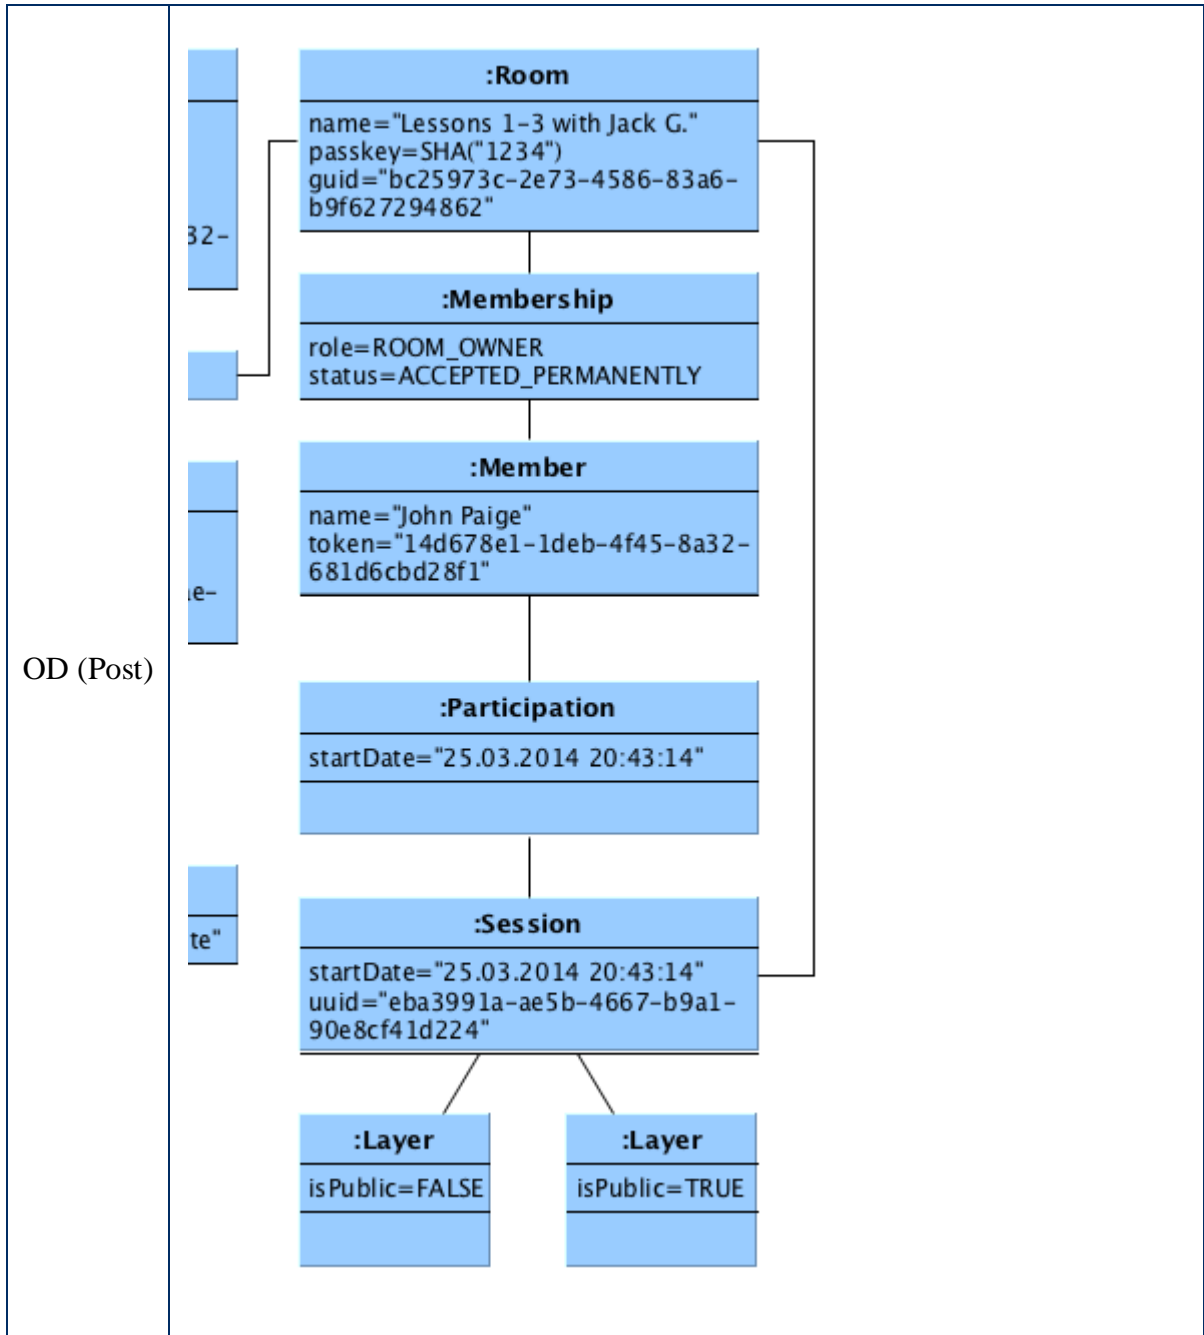 :Room
name="Lessons 1-3 with Jack G."
passkey=SHA("1234")
guid="bc25973c-2e73-4586-83a6-
b9f627294862"
32-
:Membership
role=ROOM_OWNER
status=ACCEPTED_PERMANENTLY
:Member
name="John Paige"
token="14d678e1-1deb-4f45-8a32-
681d6cbd28f1"
e-
OD (Post)
:Participation
startDate="25.03.2014 20:43:14"
:Session
te"
startDate="25.03.2014 20:43:14"
uuid="eba3991a-ae5b-4667-b9a1-
90e8cf41d224"
:Layer
isPublic=FALSE
:Layer
isPublic=TRUE